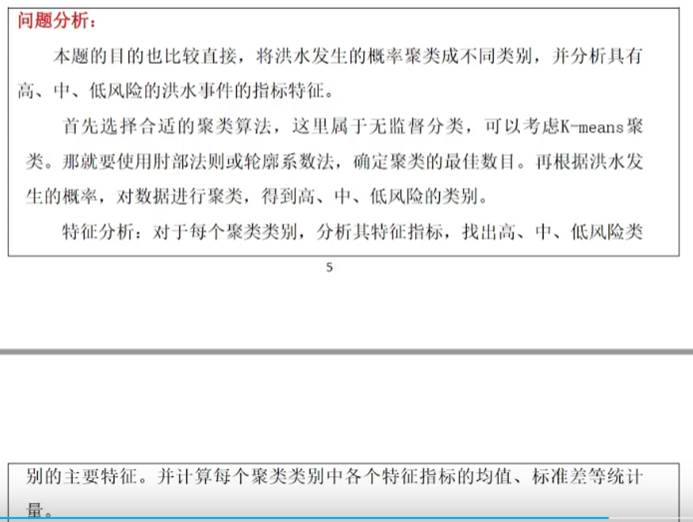 问题分析：
本题的目的也比较直接，将洪水发生的概率聚类成不同类别，并分析具有
高、中、低风险的洪水事件的指标特征。
首先选择合适的聚类算法，这里属于无监督分类，可以考虑K-means聚
类。那就要使用肘部法则或轮廓系数法，确定聚类的最佳数目。再根据洪水发
生的概率，对数据进行聚类，得到高、中、低风险的类别。
特征分析：对于每个聚类类别，分析其特征指标，找出高、中、低风险类
5
别的主要特征。并计算每个聚类类别中各个特征指标的均值、标准差等统计
量。